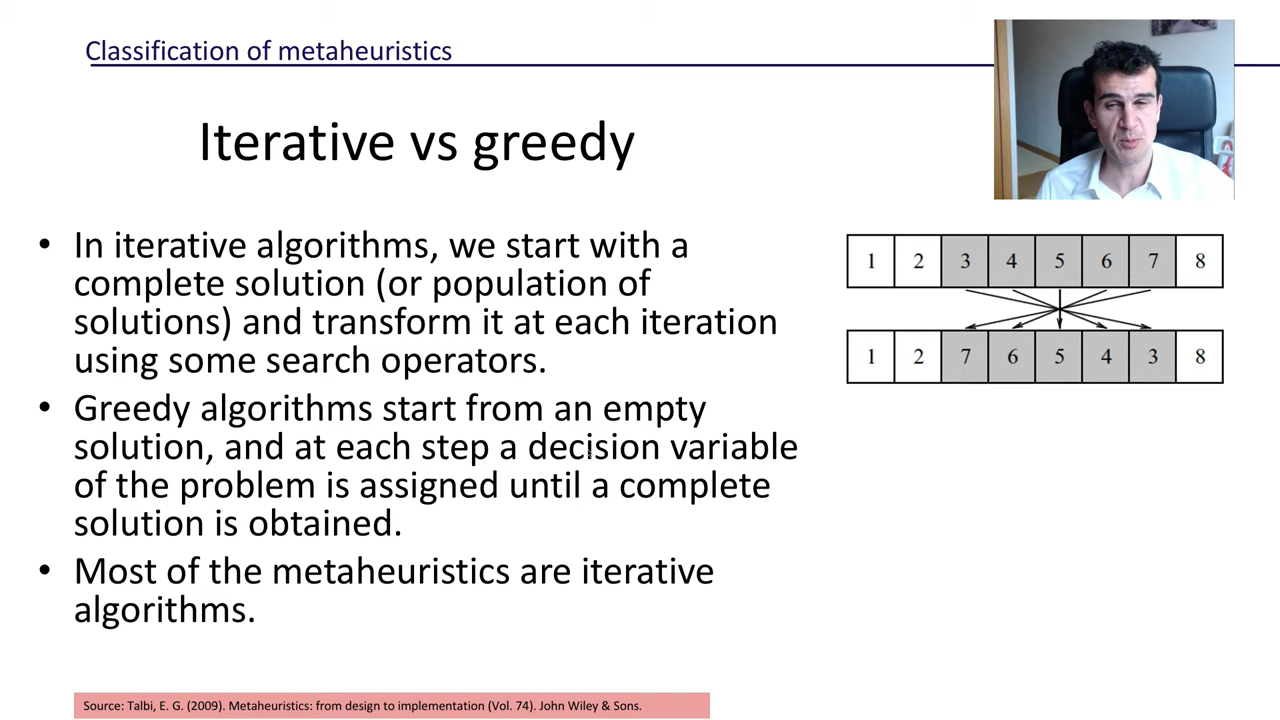 Classification of metaheuristics
Iterative vs greedy
• In iterative algorithms, we start with a
complete solution (or population of
solutions) and transform it at each iteration
using some search operators.
• Greedy algorithms start from an empty
solution, and at each step a decision variable
of the problem is assigned until a complete
solution is obtained.
• Most of the metaheuristics are iterative
algorithms.
1 2 3 4 5 6 7 8
1 2 7 6 5 4 3 8
Source: Talbi, E. G. (2009). Metaheuristics: from design to implementation (Vol. 74). John Wiley & Sons.